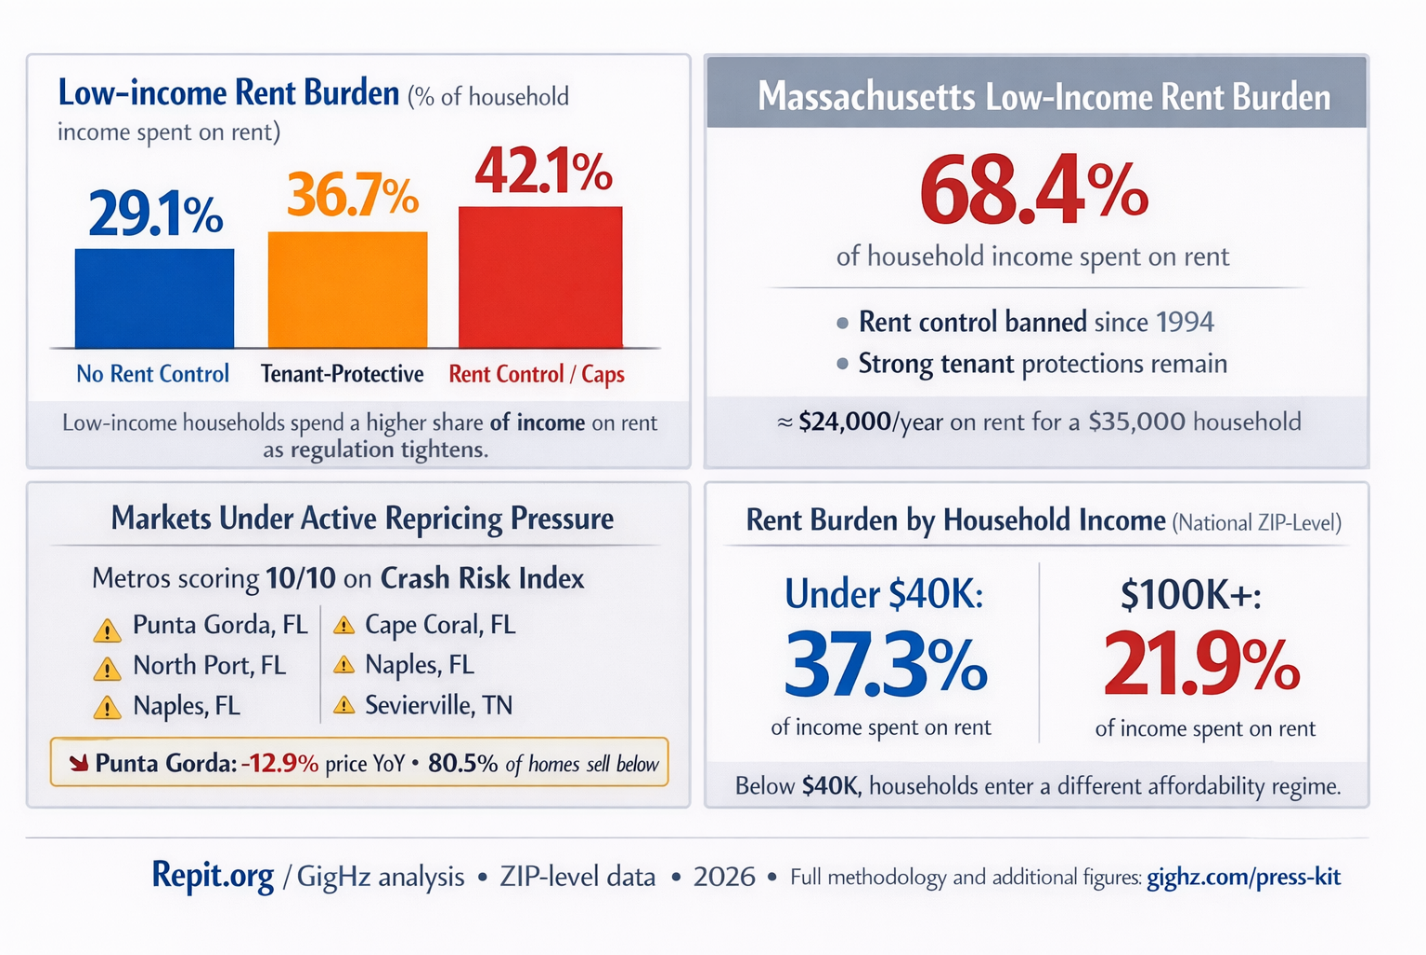 Low-income Rent Burden (% of household
income spent on rent)
29.1%
36.7%
42.1%
No Rent Control
Tenant-Protective
Rent Control / Caps
Low-income households spend a higher share of income on rent
as regulation tightens.
Massachusetts Low-Income Rent Burden
68.4%
of household income spent on rent
• Rent control banned since 1994
• Strong tenant protections remain
≈ $24,000/year on rent for a $35,000 household
Markets Under Active Repricing Pressure
Metros scoring 10/10 on Crash Risk Index
Punta Gorda, FL
North Port, FL
Naples, FL
Cape Coral, FL
Naples, FL
Sevierville, TN
Punta Gorda: -12.9% price YoY • 80.5% of homes sell below
Rent Burden by Household Income (National ZIP-Level)
Under $40K:
37.3%
of income spent on rent
$100K+:
21.9%
of income spent on rent
Below $40K, households enter a different affordability regime.
Repit.org / GigHz analysis • ZIP-level data • 2026 • Full methodology and additional figures: gighz.com/press-kit